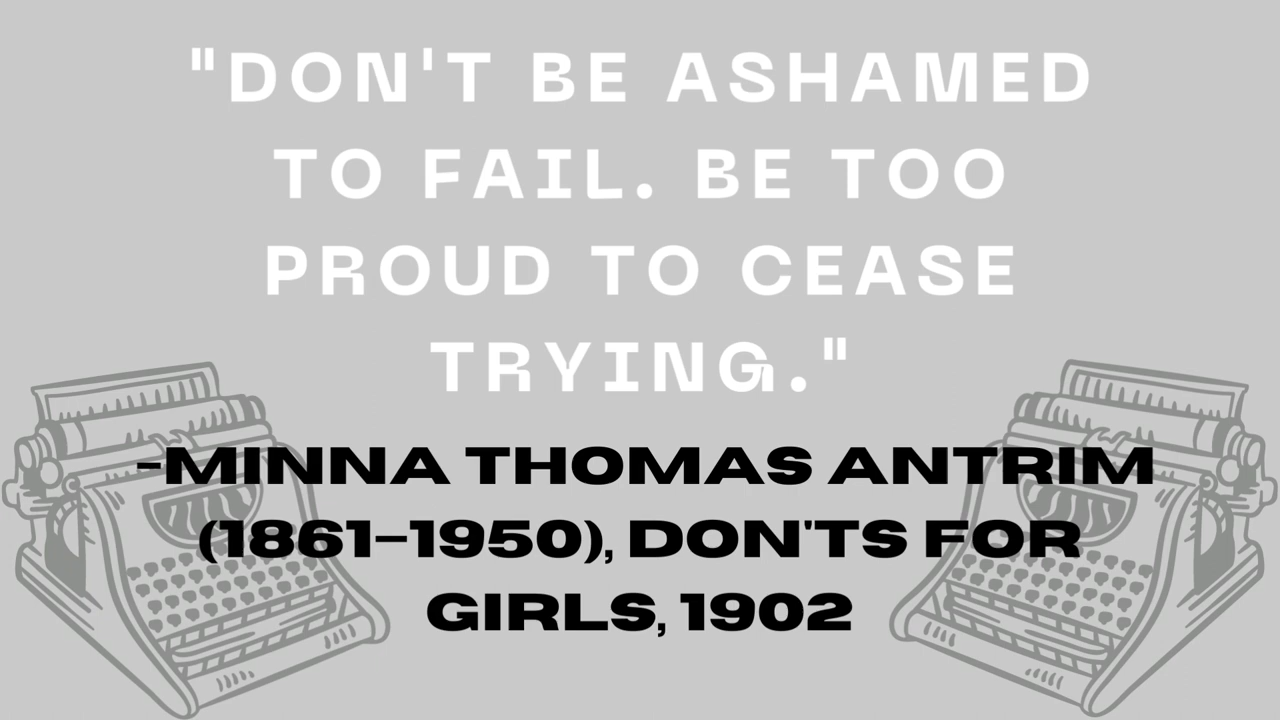 "DON'T BE ASHAMED
TO FAIL. BE TOO
PROUD TO CEASE
TRYING."
-MINNA THOMAS ANTRIM
(1861–1950), DON'TS FOR
GIRLS, 1902